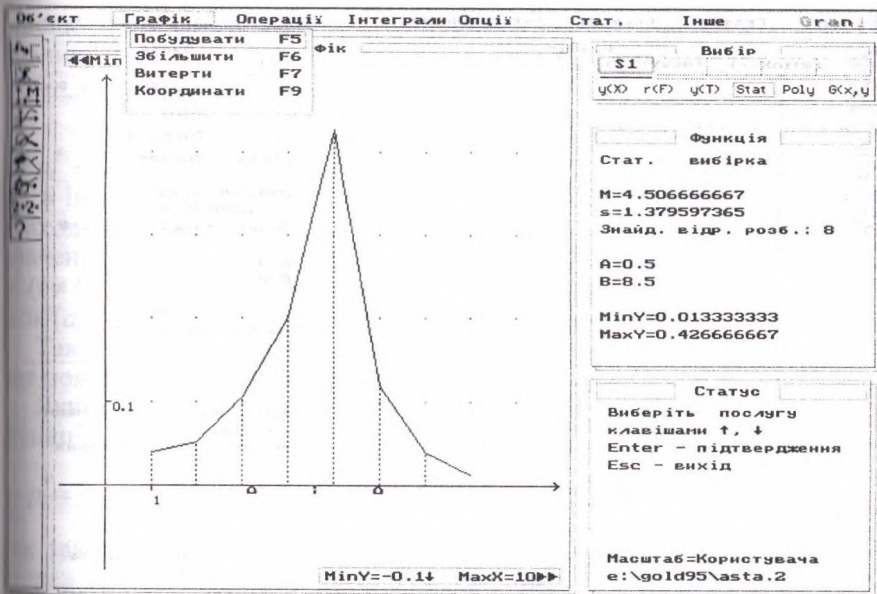 Об'єкт Графік Операції Інтеграли Опції Стат. Інше Gran
Побудувати F5
Збільшити F6
Витерти F7
Координати F9
◀◀Min
фік
0.1
1
MinY=-0.1↓ MaxX=10▶▶
Вибір
S1
y(X) r(F) y(T) Stat Poly G(x,y
Функція
Стат. вибірка
M=4.506666667
s=1.379597365
Знайд. відр. розб.: 8
A=0.5
B=8.5
MinY=0.013333333
MaxY=0.426666667
Статус
Виберіть послугу
клавішами ↑, ↓
Enter - підтвердження
Esc - вихід
Масштаб=Користувача
e:\gold95\asta.2